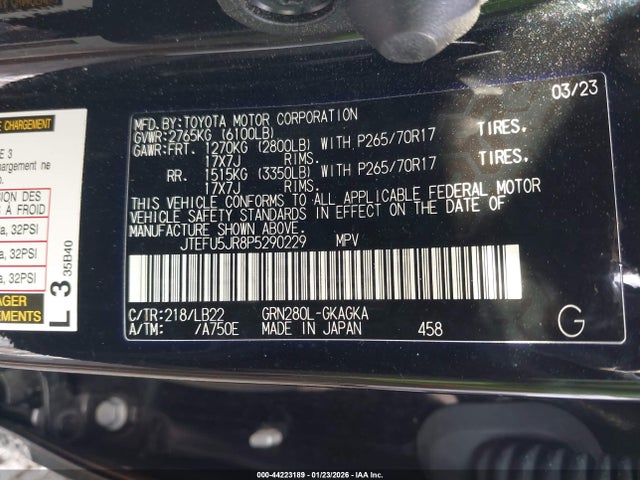 CHARGEMENT
E 3
chargement ne
SION DES
À FROID
a, 32PSI
a, 32PSI
a, 32PSI
AGER
EMENTS
L 3
35B40
03/23
MFD.BY:TOYOTA MOTOR CORPORATION
GVWR:2765KG (6100LB)
GAWR:FRT. 1270KG (2800LB) WITH P265/70R17 TIRES,
17X7J RIMS.
RR. 1515KG (3350LB) WITH P265/70R17 TIRES,
17X7J RIMS.
THIS VEHICLE CONFORMS TO ALL APPLICABLE FEDERAL MOTOR
VEHICLE SAFETY STANDARDS IN EFFECT ON THE DATE OF
MANUFACTURE SHOWN ABOVE.
JTEFU5JR8P5290229 MPV
C/TR:218/LB22 GRN280L-GKAGKA
A/TM: /A750E MADE IN JAPAN 458 G
000-44223189 - 01/23/2026 - IAA Inc.